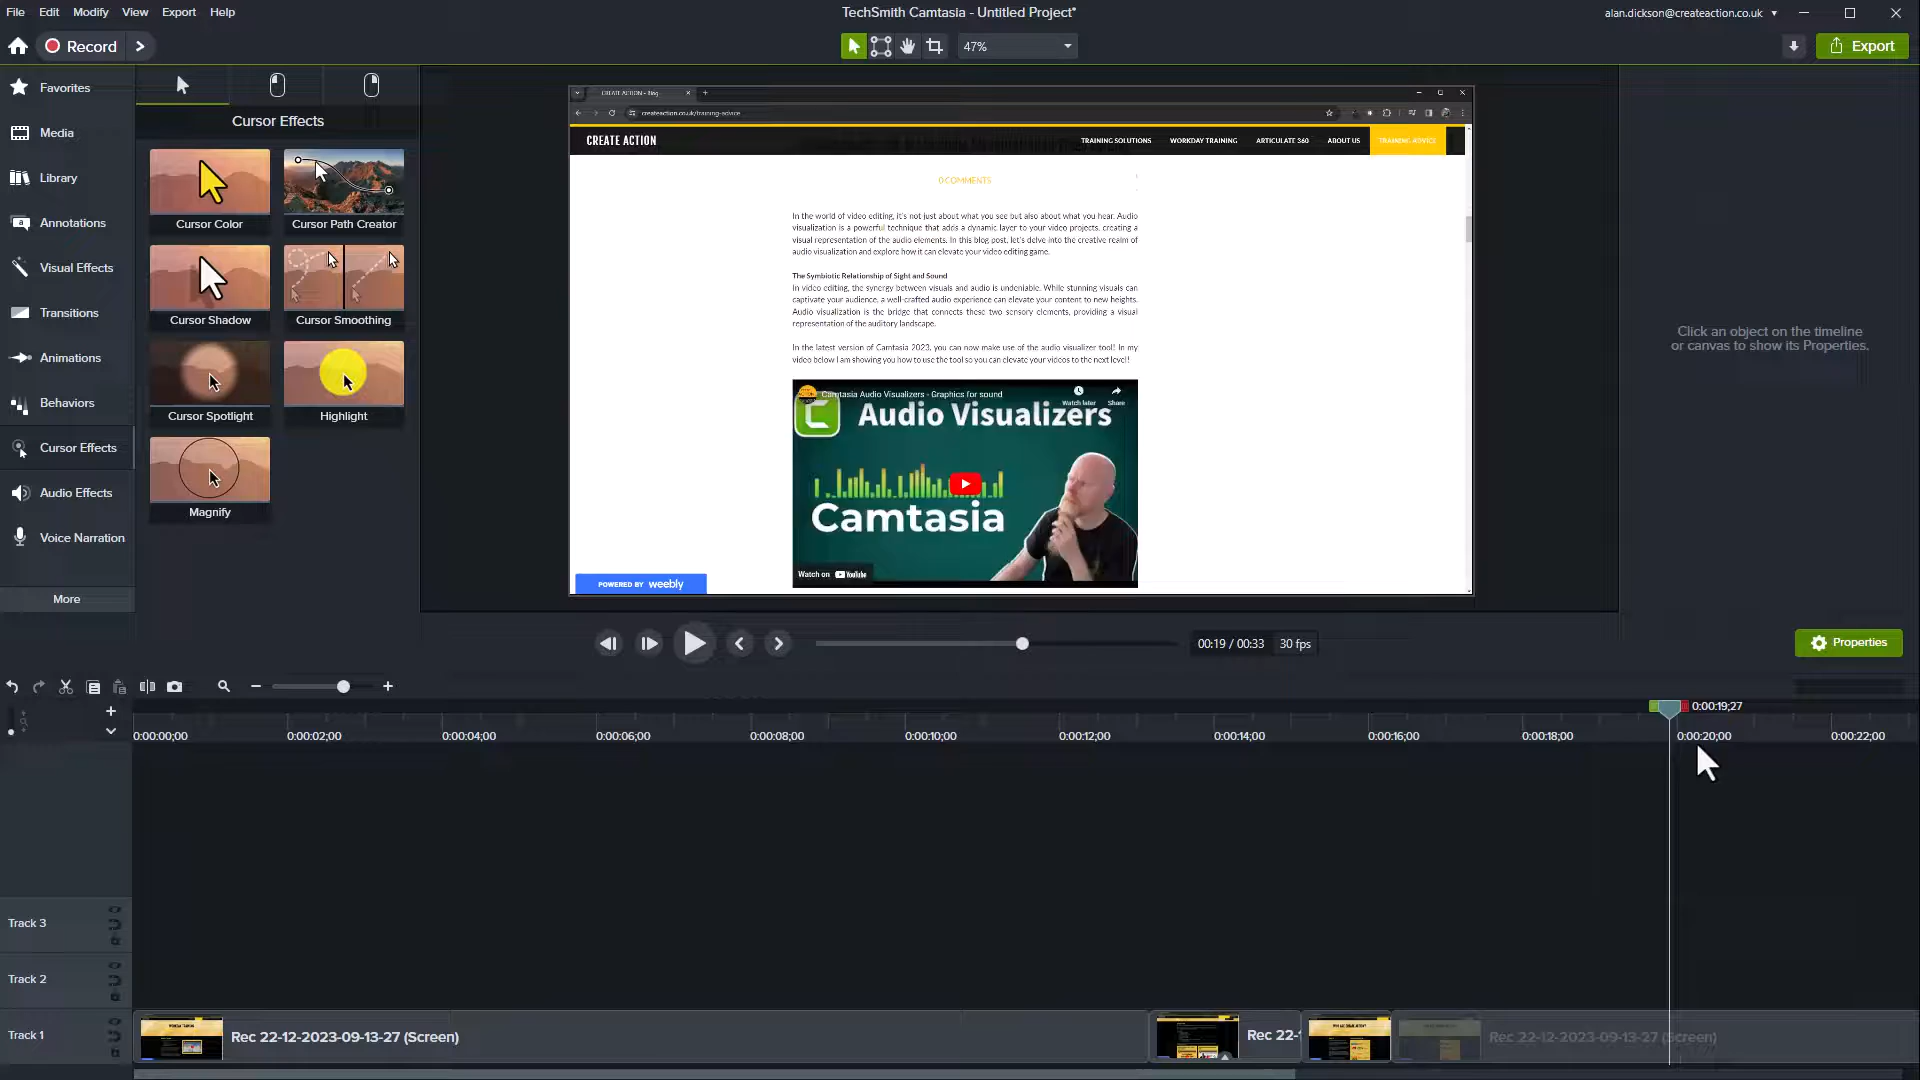 File Edit Modify View Export Help
TechSmith Camtasia - Untitled Project*
alan.dickson@createaction.co.uk
Record
47%
Export
Favorites
Media
Library
Annotations
Visual Effects
Transitions
Animations
Behaviors
Cursor Effects
Audio Effects
Voice Narration
More
Cursor Effects
Cursor Color
Cursor Path Creator
Cursor Shadow
Cursor Smoothing
Cursor Spotlight
Highlight
Magnify
CREATE ACTION - Blog
createaction.co.uk/training-advice
CREATE ACTION
TRAINING SOLUTIONS WORKDAY TRAINING ARTICULATE 360 ABOUT US TRAINING ADVICE
0 COMMENTS
In the world of video editing, it's not just about what you see but also about what you hear. Audio
visualization is a powerful technique that adds a dynamic layer to your video projects, creating a
visual representation of the audio elements. In this blog post, let's delve into the creative realm of
audio visualization and explore how it can elevate your video editing game.
The Symbiotic Relationship of Sight and Sound
In video editing, the synergy between visuals and audio is undeniable. While stunning visuals can
captivate your audience, a well-crafted audio experience can elevate your content to new heights.
Audio visualization is the bridge that connects these two sensory elements, providing a visual
representation of the auditory landscape.
In the latest version of Camtasia 2023, you can now make use of the audio visualizer tool! In my
video below I am showing you how to use the tool so you can elevate your videos to the next level!
Camtasia Audio Visualizers - Graphics for sound
Watch later
Share
Audio Visualizers
Camtasia
Watch on YouTube
POWERED BY weebly
Click an object on the timeline
or canvas to show its Properties.
00:19 / 00:33
30 fps
Properties
0:00:19;27
0:00:00;00 0:00:02;00 0:00:04;00 0:00:06;00 0:00:08;00 0:00:10;00 0:00:12;00 0:00:14;00 0:00:16;00 0:00:18;00 0:00:20;00 0:00:22;00
Track 3
Track 2
Track 1
Rec 22-12-2023-09-13-27 (Screen)
Rec 22-1
Rec 22-12-2023-09-13-27 (Screen)